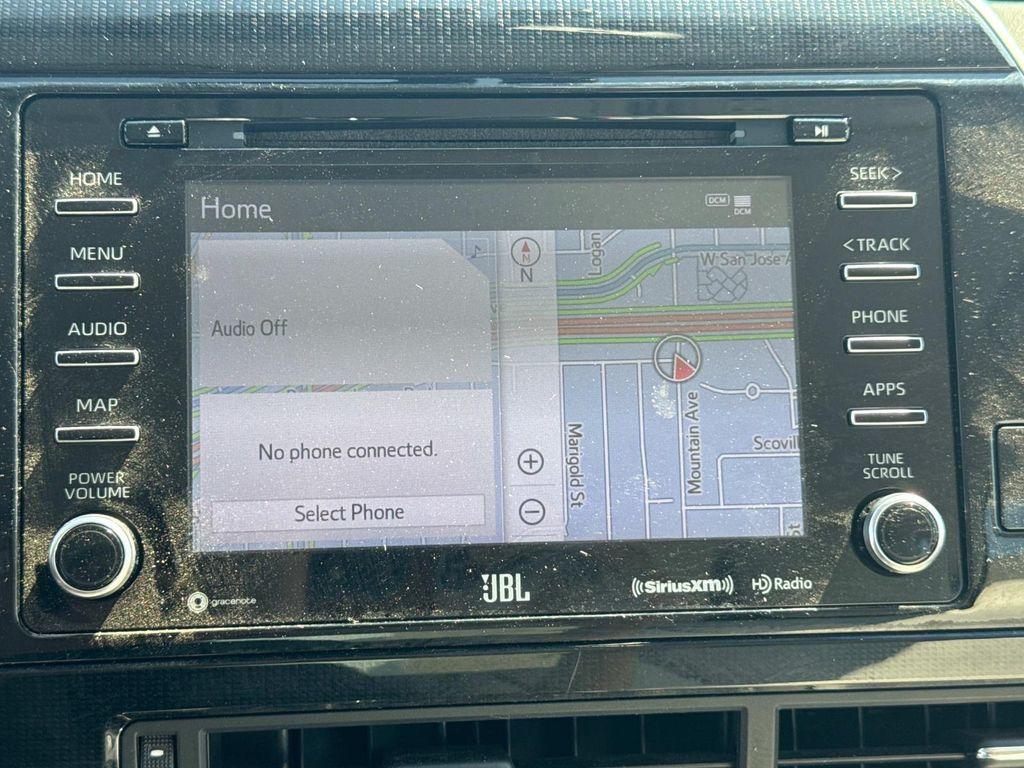 HOME
MENU
AUDIO
MAP
POWER
VOLUME
Home
DCM
DCM
Audio Off
No phone connected.
Select Phone
N
N
Logan
W San Jose A
Marigold St
Mountain Ave
Scovill
St
SEEK >
< TRACK
PHONE
APPS
TUNE
SCROLL
gracenote
JBL
((SiriusXM))
HD Radio